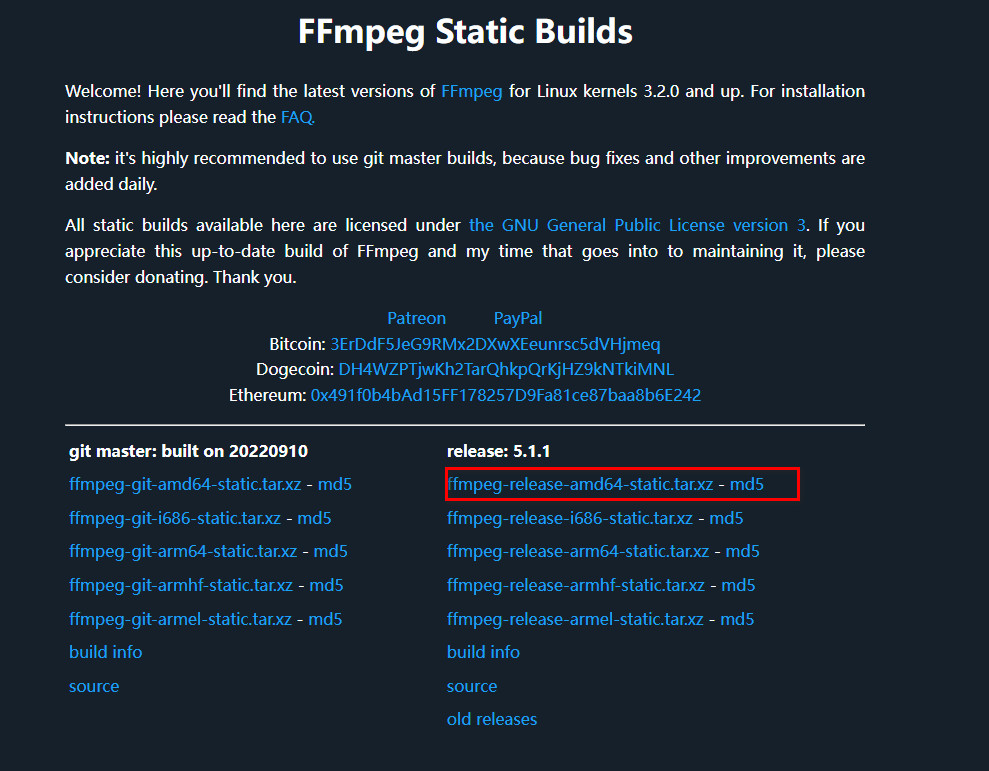 FFmpeg Static Builds
Welcome! Here you'll find the latest versions of FFmpeg for Linux kernels 3.2.0 and up. For installation
instructions please read the FAQ.
Note: it's highly recommended to use git master builds, because bug fixes and other improvements are
added daily.
All static builds available here are licensed under the GNU General Public License version 3. If you
appreciate this up-to-date build of FFmpeg and my time that goes into to maintaining it, please
consider donating. Thank you.
Patreon PayPal
Bitcoin: 3ErDdF5JeG9RMx2DXwXEeunrsc5dVHjmeq
Dogecoin: DH4WZPTjwKh2TarQhkpQrKjHZ9kNTkiMNL
Ethereum: 0x491f0b4bAd15FF178257D9Fa81ce87baa8b6E242
git master: built on 20220910
ffmpeg-git-amd64-static.tar.xz - md5
ffmpeg-git-i686-static.tar.xz - md5
ffmpeg-git-arm64-static.tar.xz - md5
ffmpeg-git-armhf-static.tar.xz - md5
ffmpeg-git-armel-static.tar.xz - md5
build info
source
release: 5.1.1
ffmpeg-release-amd64-static.tar.xz - md5
ffmpeg-release-i686-static.tar.xz - md5
ffmpeg-release-arm64-static.tar.xz - md5
ffmpeg-release-armhf-static.tar.xz - md5
ffmpeg-release-armel-static.tar.xz - md5
build info
source
old releases